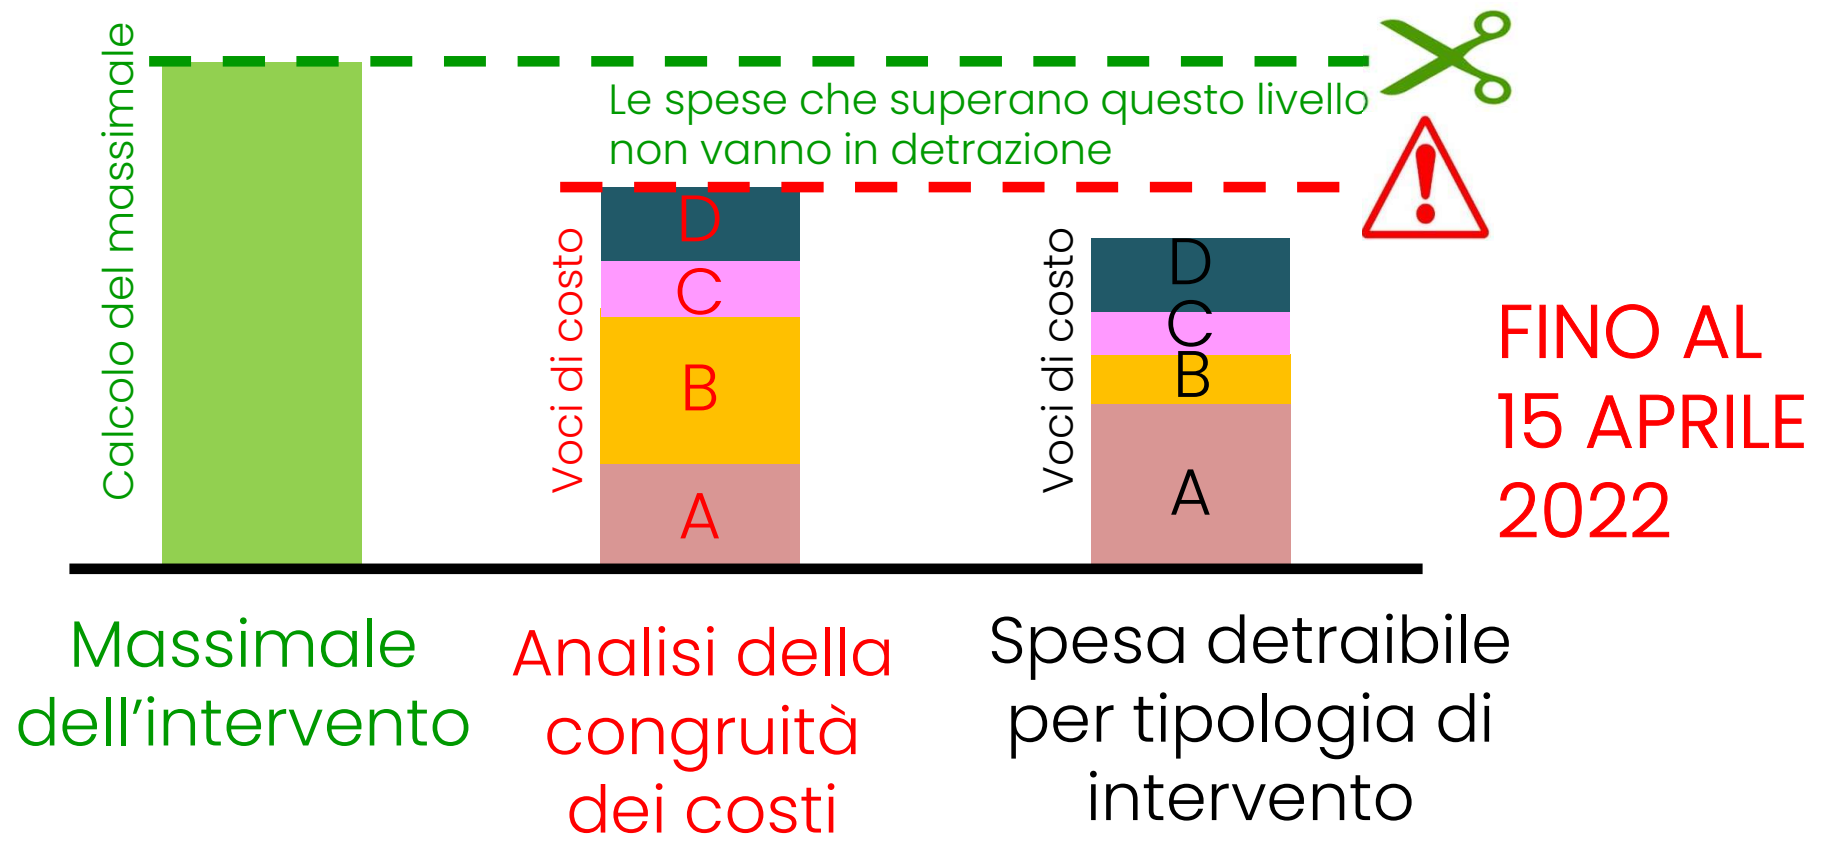 Calcolo del massimale
Le spese che superano questo livello
non vanno in detrazione
Voci di costo
D
C
B
A
Voci di costo
D
C
B
A
FINO AL
15 APRILE
2022
Massimale
dell’intervento
Analisi della
congruità
dei costi
Spesa detraibile
per tipologia di
intervento